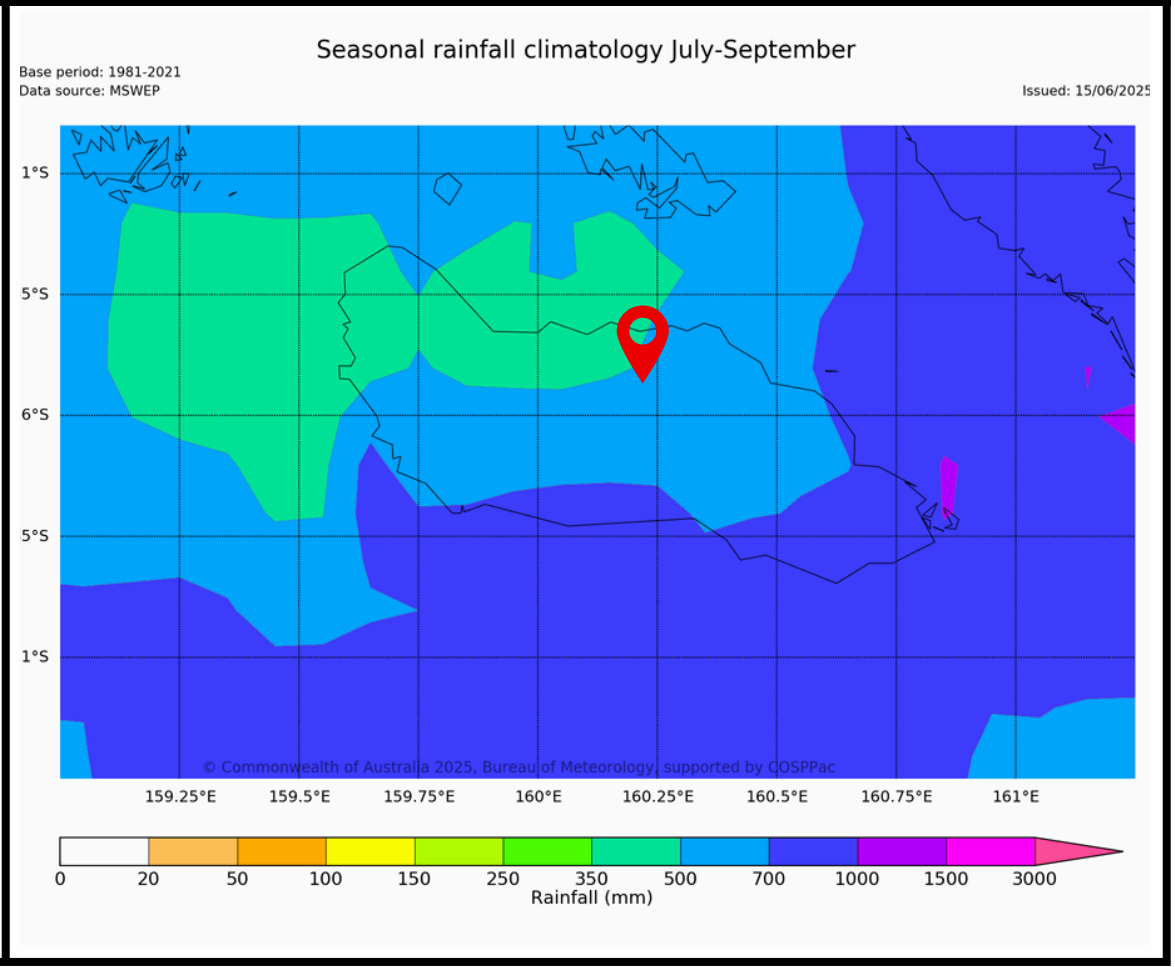 Seasonal rainfall climatology July-September
Base period: 1981-2021
Data source: MSWEP
Issued: 15/06/2025
1°S
5°S
6°S
5°S
1°S
© Commonwealth of Australia 2025, Bureau of Meteorology, supported by COSPPac
159.25°E 159.5°E 159.75°E 160°E 160.25°E 160.5°E 160.75°E 161°E
0 20 50 100 150 250 350 500 700 1000 1500 3000
Rainfall (mm)